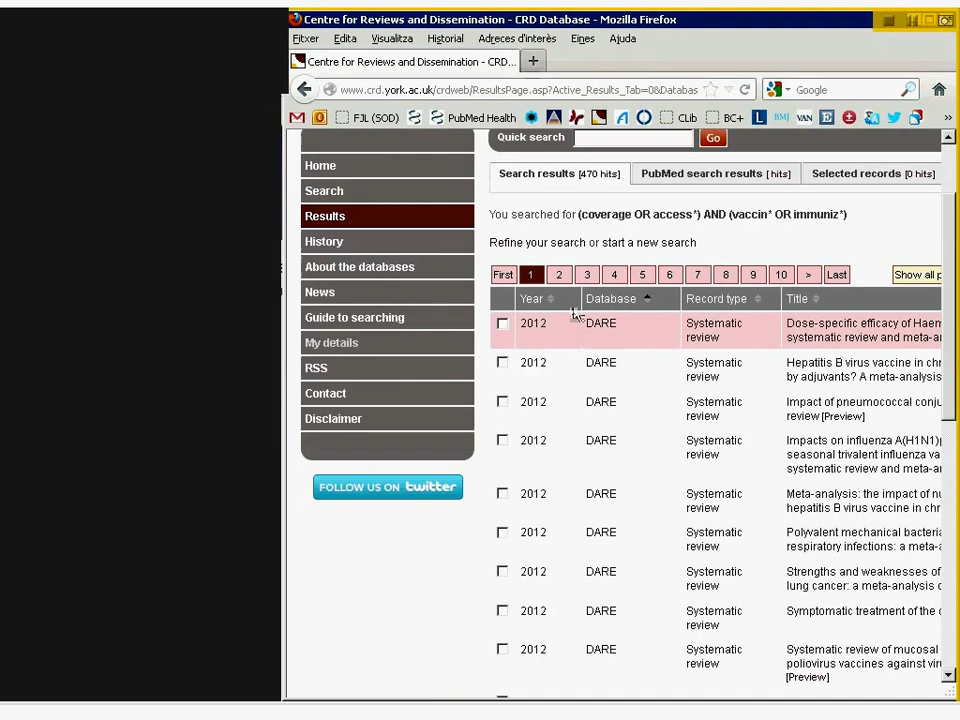 Centre for Reviews and Dissemination - CRD Database - Mozilla Firefox
Fitxer Edita Visualitza Historial Adreces d'interès Eines Ajuda
Centre for Reviews and Dissemination - CRD...
www.crd.york.ac.uk/crdweb/ResultsPage.asp?Active_Results_Tab=0&Databas
Google
FJL (SOD) PubMed Health CLib BC+ L BMJ VAN E
Quick search Go
Home
Search
Results
History
About the databases
News
Guide to searching
My details
RSS
Contact
Disclaimer
FOLLOW US ON twitter
Search results [470 hits] PubMed search results [ hits] Selected records [0 hits]
You searched for (coverage OR access*) AND (vaccin* OR immuniz*)
Refine your search or start a new search
First 1 2 3 4 5 6 7 8 9 10 » Last Show all p
Year Database Record type Title
2012 DARE Systematic review Dose-specific efficacy of Haem
systematic review and meta-a
2012 DARE Systematic review Hepatitis B virus vaccine in chr
by adjuvants? A meta-analysis
2012 DARE Systematic review Impact of pneumococcal conju
review [Preview]
2012 DARE Systematic review Impacts on influenza A(H1N1)p
seasonal trivalent influenza va
systematic review and meta-a
2012 DARE Systematic review Meta-analysis: the impact of nu
hepatitis B virus vaccine in chr
2012 DARE Systematic review Polyvalent mechanical bacteria
respiratory infections: a meta-a
2012 DARE Systematic review Strengths and weaknesses of
lung cancer: a meta-analysis o
2012 DARE Systematic review Symptomatic treatment of the c
2012 DARE Systematic review Systematic review of mucosal
poliovirus vaccines against viru
[Preview]